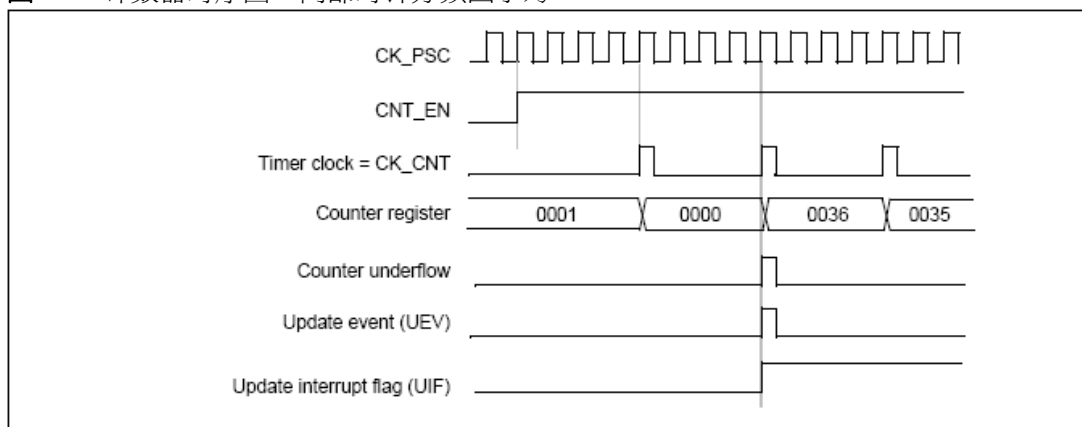 CK_PSC
CNT_EN
Timer clock = CK_CNT
Counter register 0001 0000 0036 0035
Counter underflow
Update event (UEV)
Update interrupt flag (UIF)